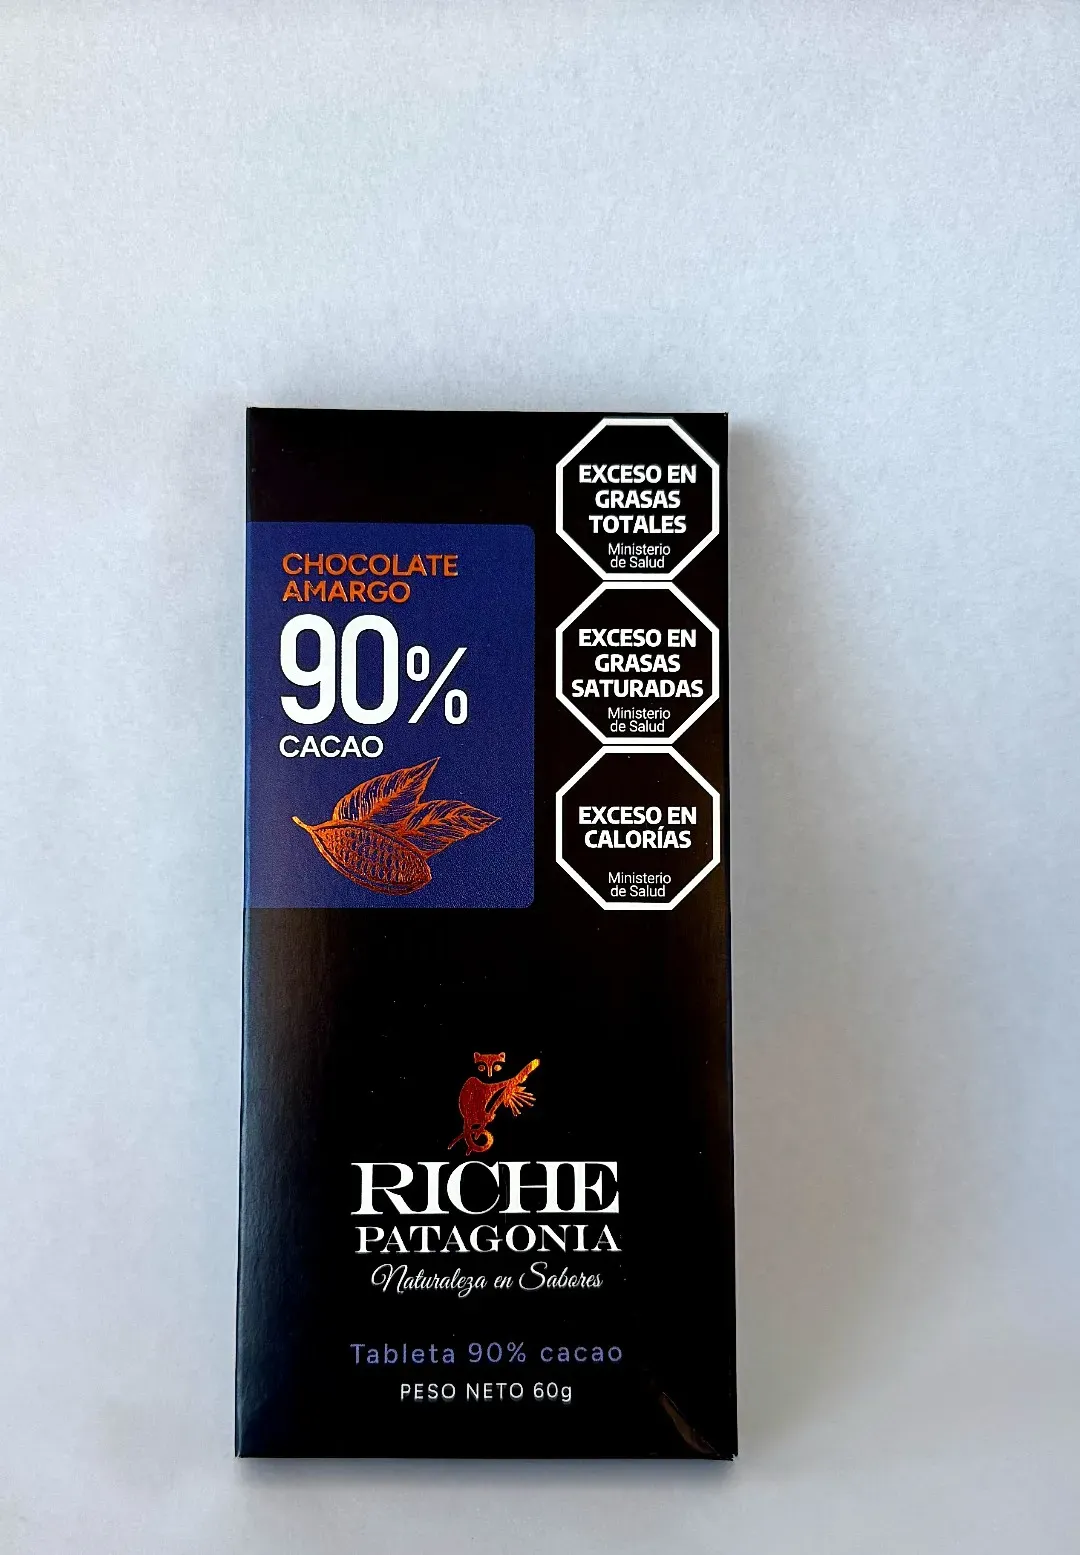 CHOCOLATE
AMARGO
90%
CACAO
EXCESO EN
GRASAS
TOTALES
Ministerio
de Salud
EXCESO EN
GRASAS
SATURADAS
Ministerio
de Salud
EXCESO EN
CALORÍAS
Ministerio
de Salud
RICHE
PATAGONIA
Naturaleza en Sabores
Tableta 90% cacao
PESO NETO 60g